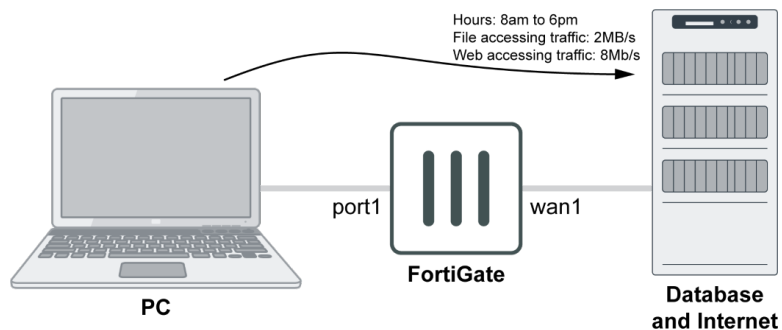 Hours: 8am to 6pm
File accessing traffic: 2MB/s
Web accessing traffic: 8Mb/s
port1
wan1
FortiGate
PC
Database
and Internet